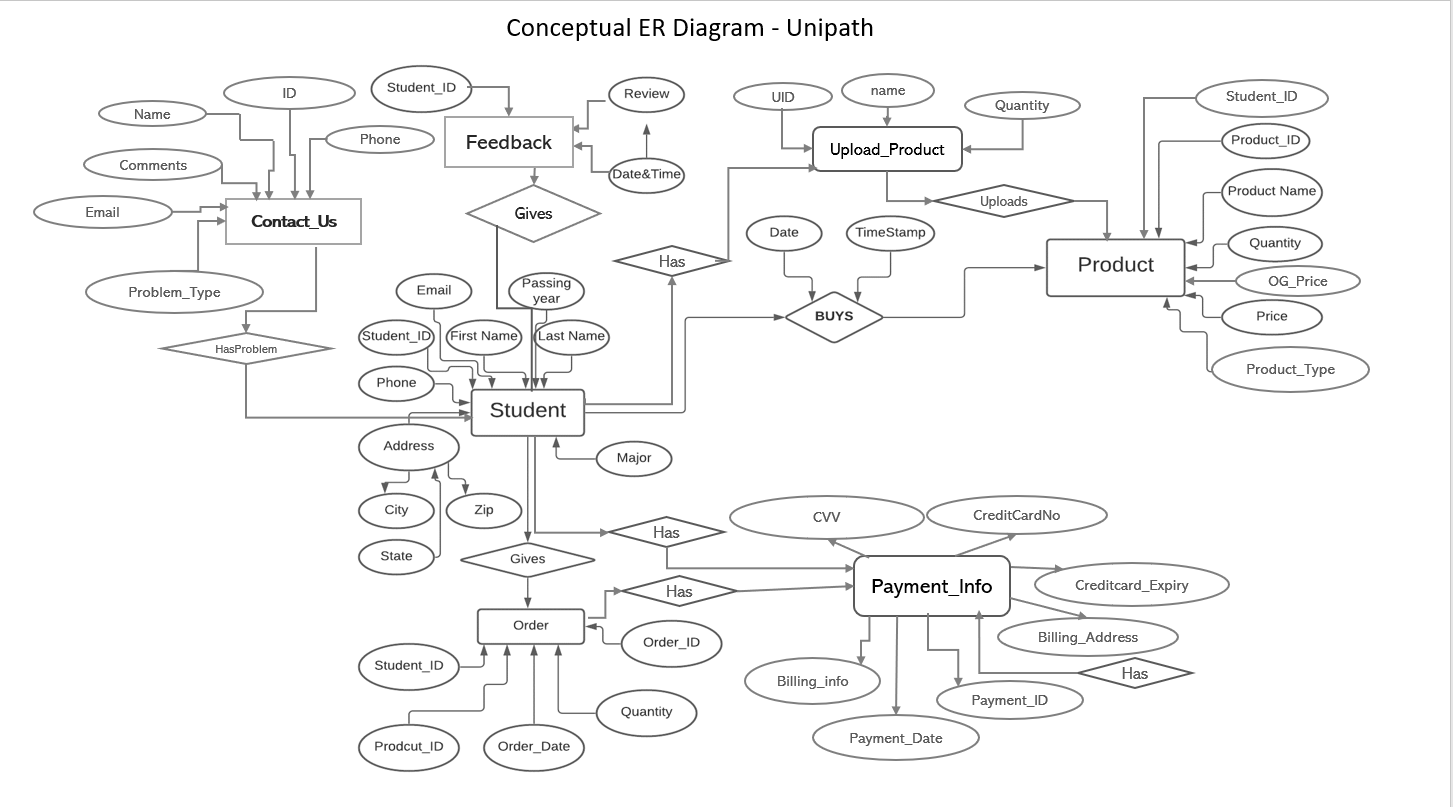 Conceptual ER Diagram - Unipath
Student_ID
ID
Name
Phone
Comments
Email
Contact_Us
Problem_Type
HasProblem
Feedback
Review
Date&Time
Gives
UID
name
Quantity
Upload_Product
Uploads
Has
Date
TimeStamp
BUYS
Student_ID
Product_ID
Product Name
Quantity
OG_Price
Price
Product_Type
Product
Email
Passing
year
Student_ID
First Name
Last Name
Phone
Student
Address
Major
City
Zip
State
Gives
Has
Has
Order
Order_ID
Student_ID
Quantity
Prodcut_ID
Order_Date
CVV
CreditCardNo
Payment_Info
Creditcard_Expiry
Billing_Address
Has
Billing_info
Payment_ID
Payment_Date